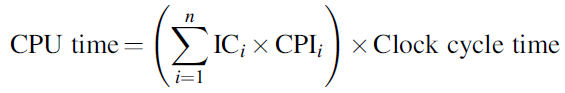 CPU time = ( n ∑ i=1 IC_i × CPI_i ) × Clock cycle time